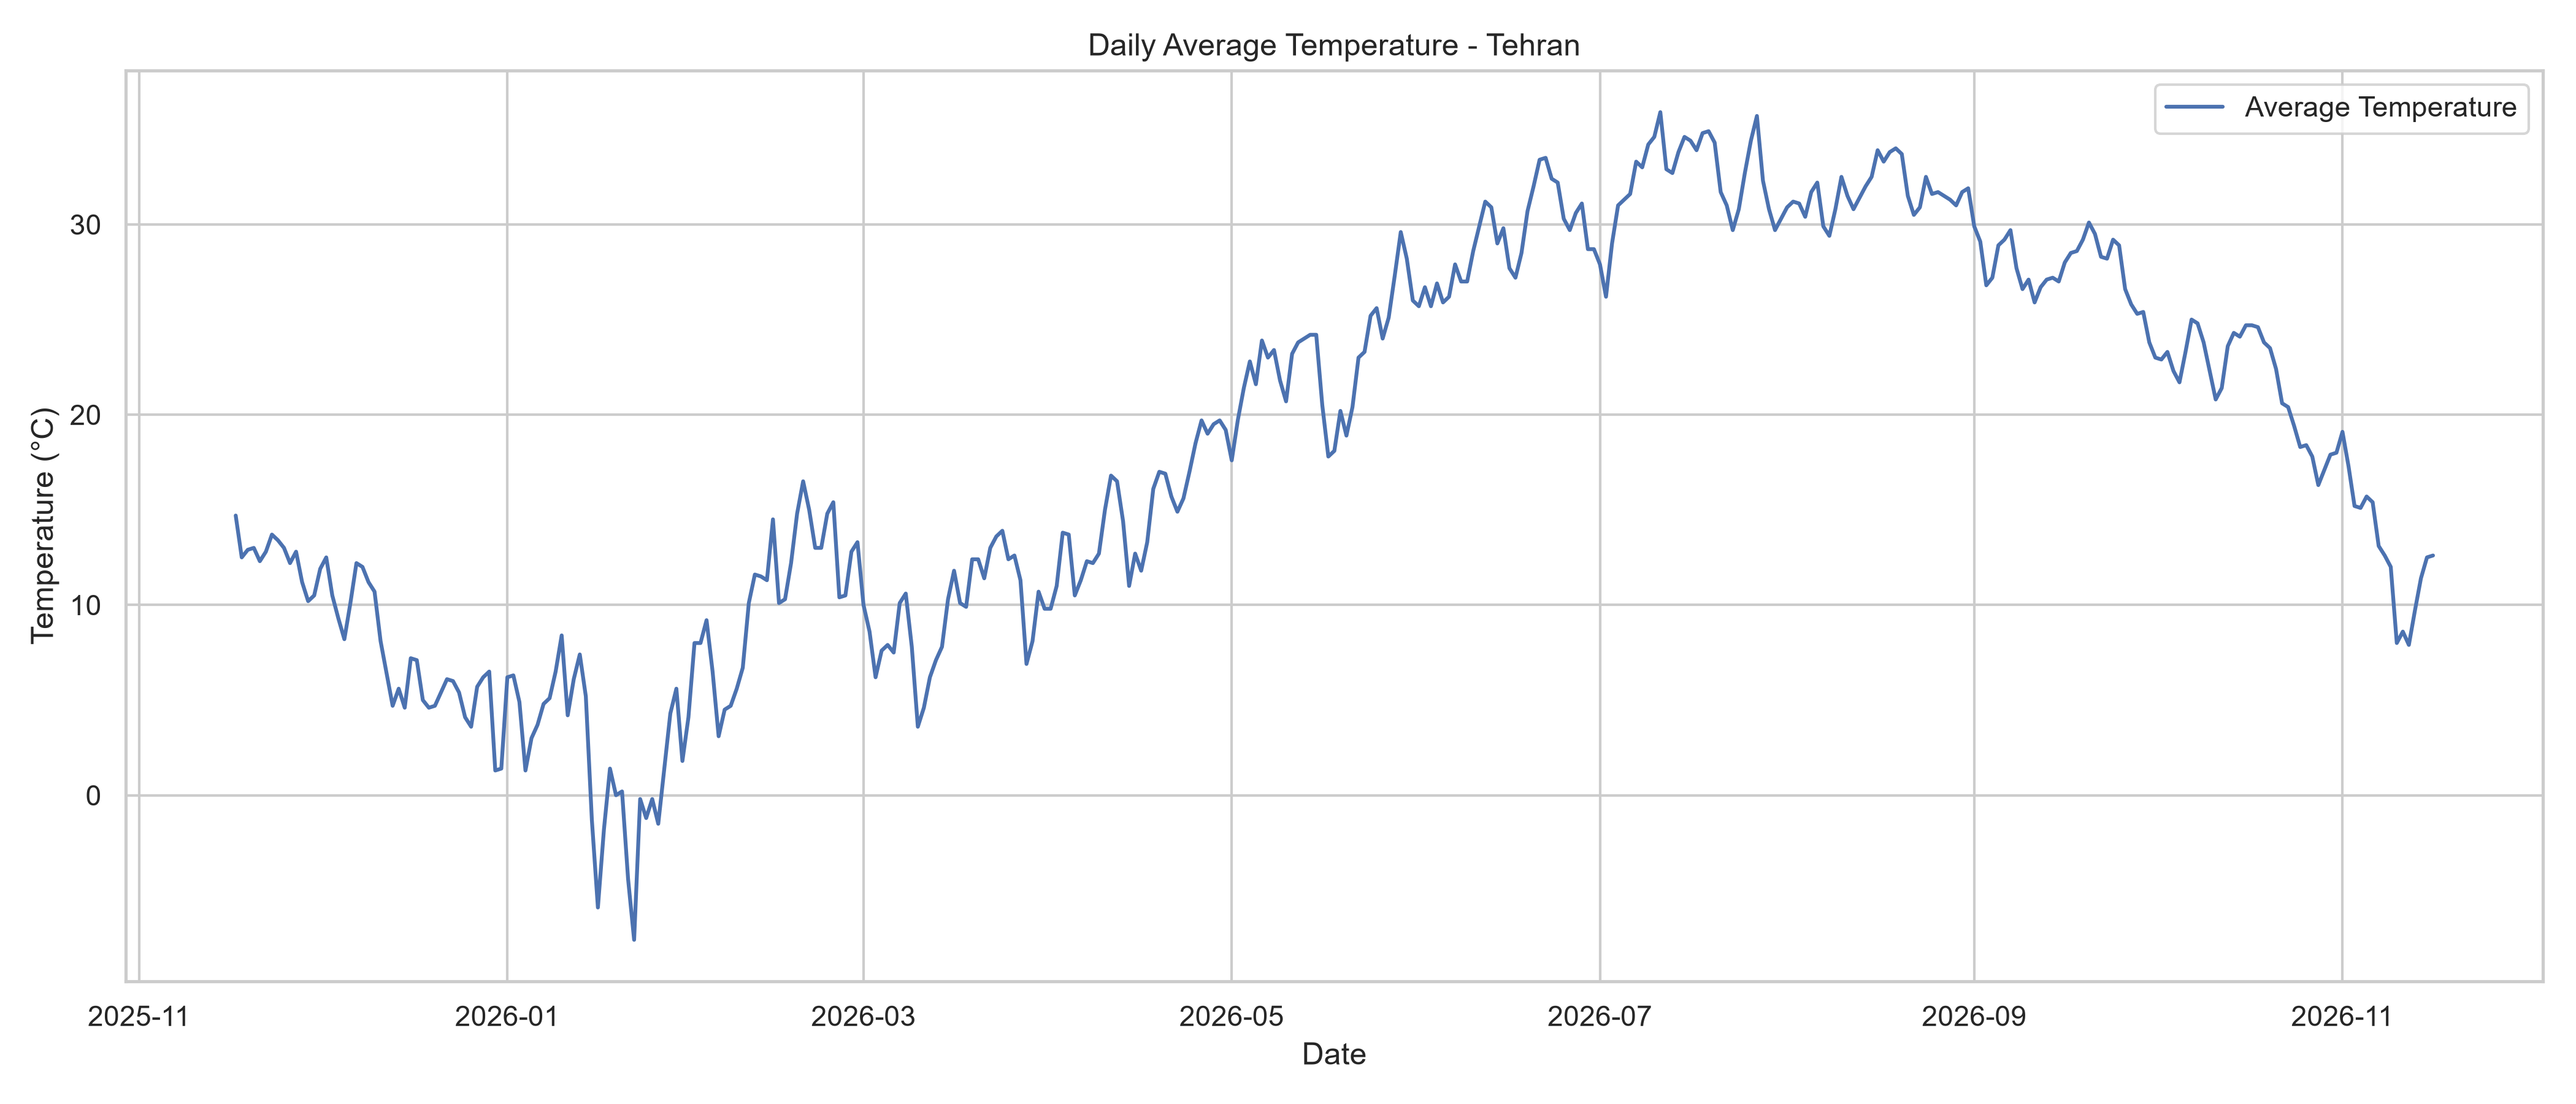 Daily Average Temperature - Tehran
Average Temperature
Temperature (°C)
30
20
10
0
2025-11
2026-01
2026-03
2026-05
2026-07
2026-09
2026-11
Date